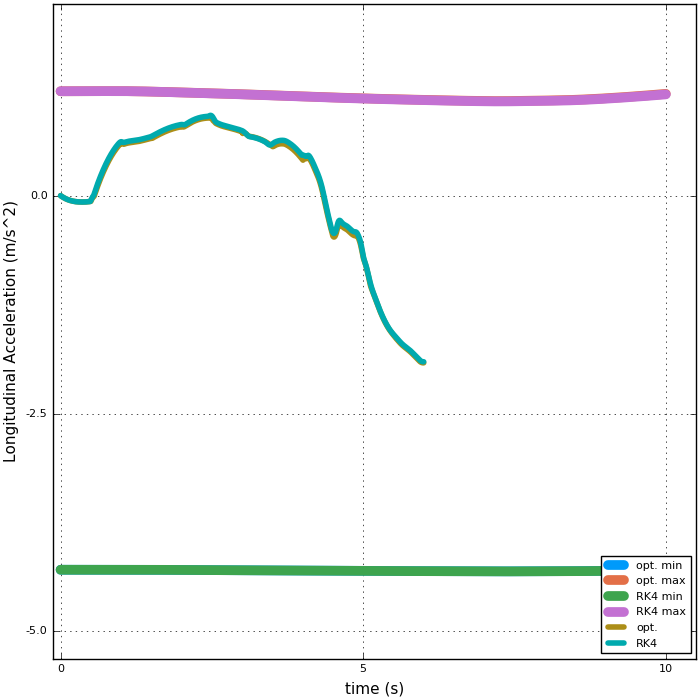 Longitudinal Acceleration (m/s^2)
0.0
-2.5
-5.0
0
5
10
time (s)
opt. min
opt. max
RK4 min
RK4 max
opt.
RK4